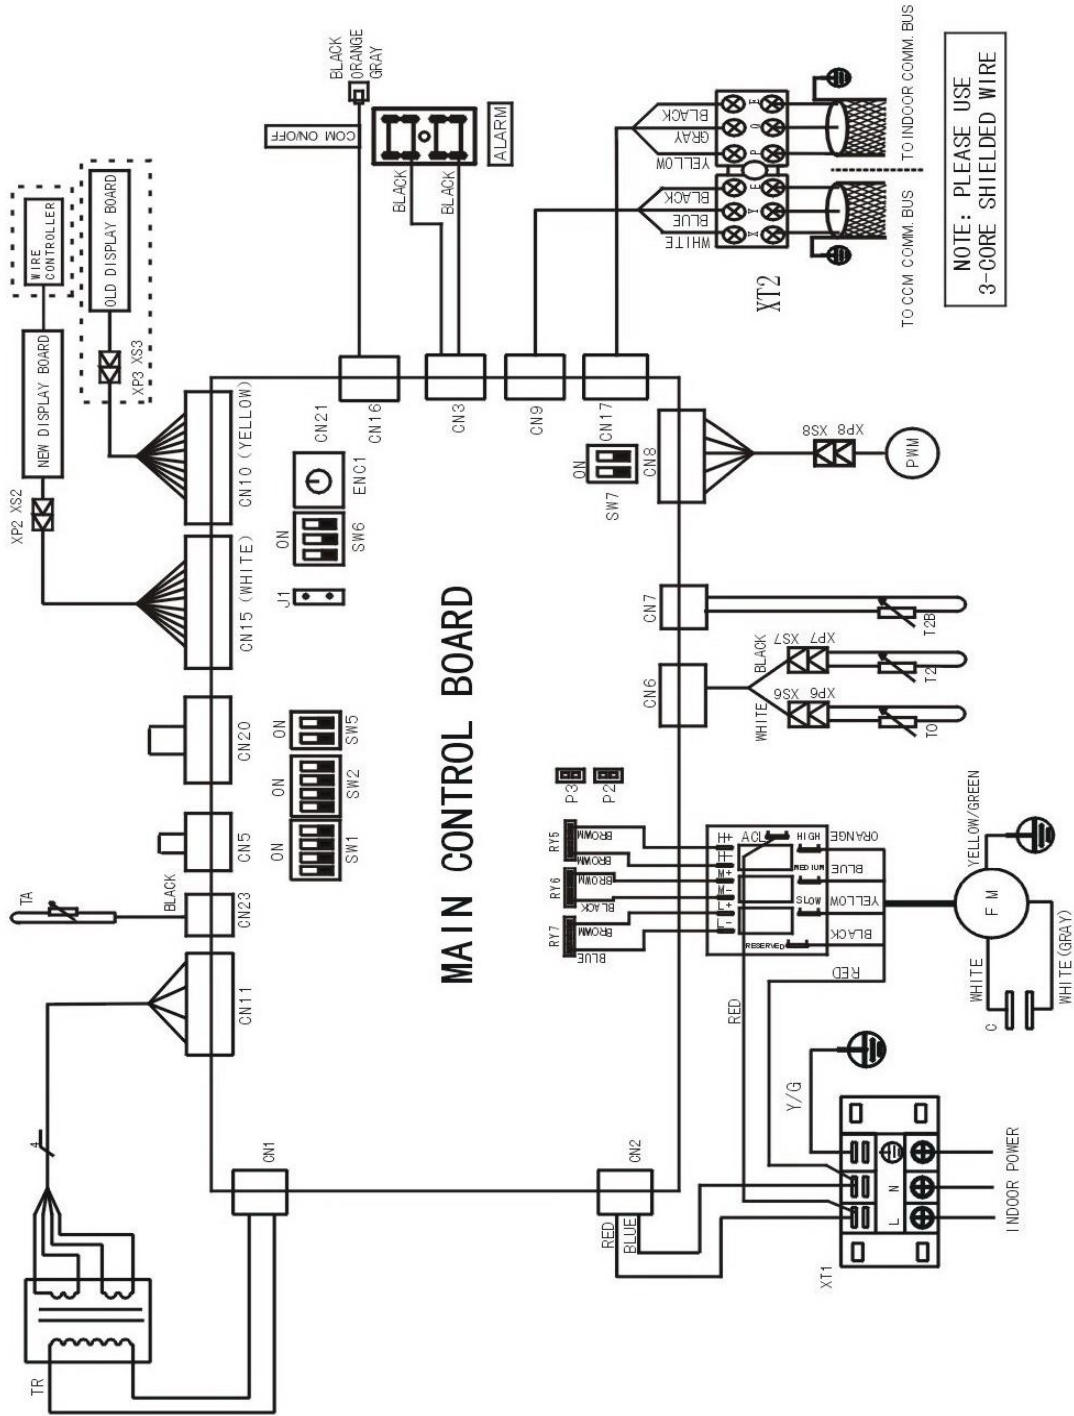 WIRE
CONTROLLER
NEW DISPLAY BOARD
OLD DISPLAY BOARD
XP2 XS2
XP3 XS3
CN10 (YELLOW)
CN15 (WHITE)
CN20
CN5
TA
BLACK
CN23
CN11
4
TR
CN1
BLACK
ORANGE
GRAY
COM ON/OFF
ALARM
BLACK
BLACK
CN21
CN16
CN3
CN9
CN17
ENC1
ON
SW6
J1
ON
SW5
ON
SW2
ON
SW1
MAIN CONTROL BOARD
YELLOW
GRAY
BLACK
P
Q
E
WHITE
BLUE
BLACK
X
Y
E
XT2
TO CCM COMM. BUS
TO INDOOR COMM. BUS
NOTE: PLEASE USE
3-CORE SHIELDED WIRE
ON
SW7
CN8
XS8 XP8
PWM
CN7
T2B
CN6
BLACK
XS7 XP7
T2
WHITE
XS6 XP6
T0
P3
P2
RY5
BROWM
BROWM
RY6
BROWM
BLACK
RY7
BROWM
BLUE
H+
M+
M-
L+
L-
ACL
HIGH
MEDIUM
SLOW
RESERVED
ORANGE
BLUE
YELLOW
BLACK
RED
RED
YELLOW/GREEN
FM
WHITE
WHITE(GRAY)
C
CN2
RED
BLUE
Y/G
L
N
XT1
INDOOR POWER